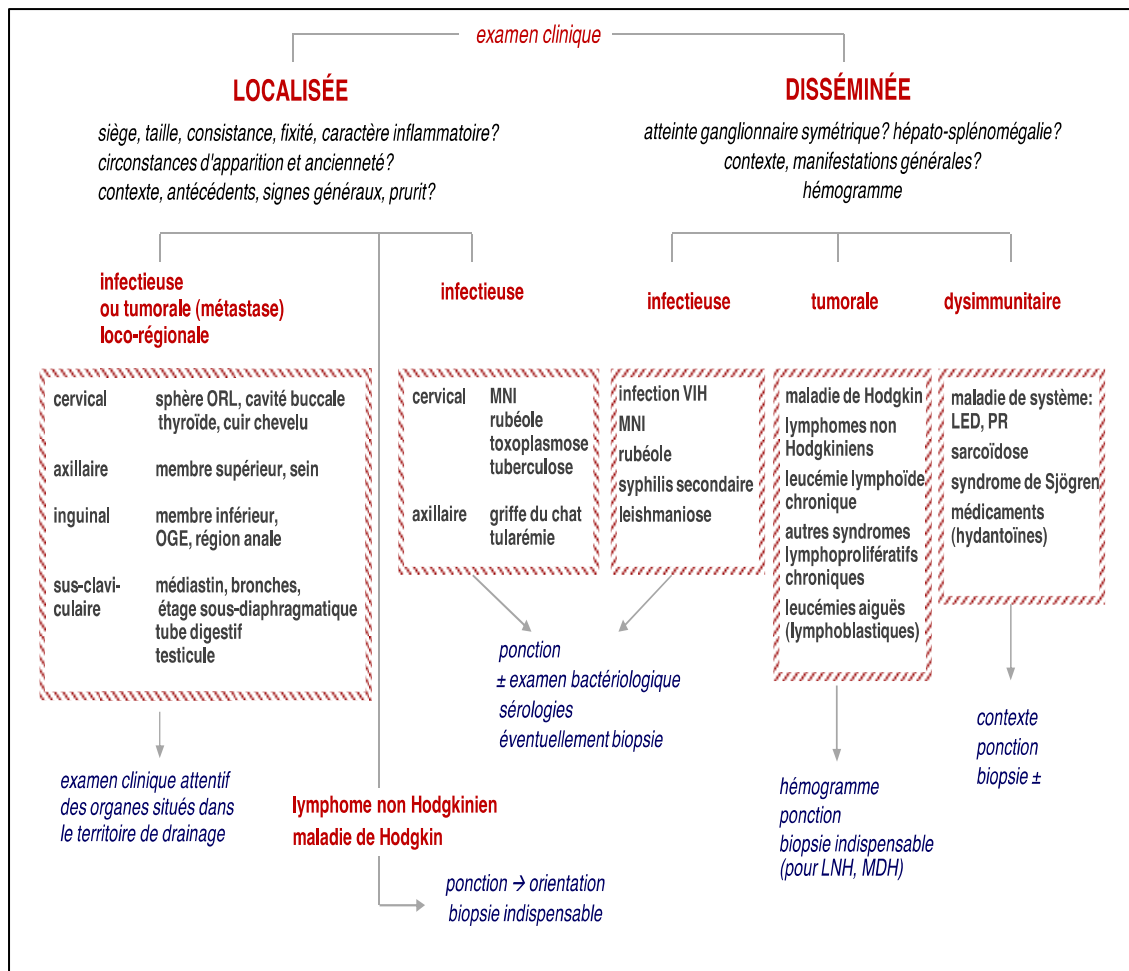 examen clinique
LOCALISÉE
siège, taille, consistance, fixité, caractère inflammatoire?
circonstances d'apparition et ancienneté?
contexte, antécédents, signes généraux, prurit?
DISSÉMINÉE
atteinte ganglionnaire symétrique? hépato-splénomégalie?
contexte, manifestations générales?
hémogramme
infectieuse
ou tumorale (métastase)
loco-régionale
cervical sphère ORL, cavité buccale
thyroïde, cuir chevelu
axillaire membre supérieur, sein
inguinal membre inférieur,
OGE, région anale
sus-clavi- médiastin, bronches,
culaire étage sous-diaphragmatique
tube digestif
testicule
examen clinique attentif
des organes situés dans
le territoire de drainage
lymphome non Hodgkinien
maladie de Hodgkin
ponction → orientation
biopsie indispensable
infectieuse
cervical MNI
rubéole
toxoplasmose
tuberculose
axillaire griffe du chat
tularémie
infectieuse
infection VIH
MNI
rubéole
syphilis secondaire
leishmaniose
ponction
± examen bactériologique
sérologies
éventuellement biopsie
tumorale
maladie de Hodgkin
lymphomes non
Hodgkiniens
leucémie lymphoïde
chronique
autres syndromes
lymphoprolifératifs
chroniques
leucémies aiguës
(lymphoblastiques)
hémogramme
ponction
biopsie indispensable
(pour LNH, MDH)
dysimmunitaire
maladie de système:
LED, PR
sarcoïdose
syndrome de Sjögren
médicaments
(hydantoïnes)
contexte
ponction
biopsie ±